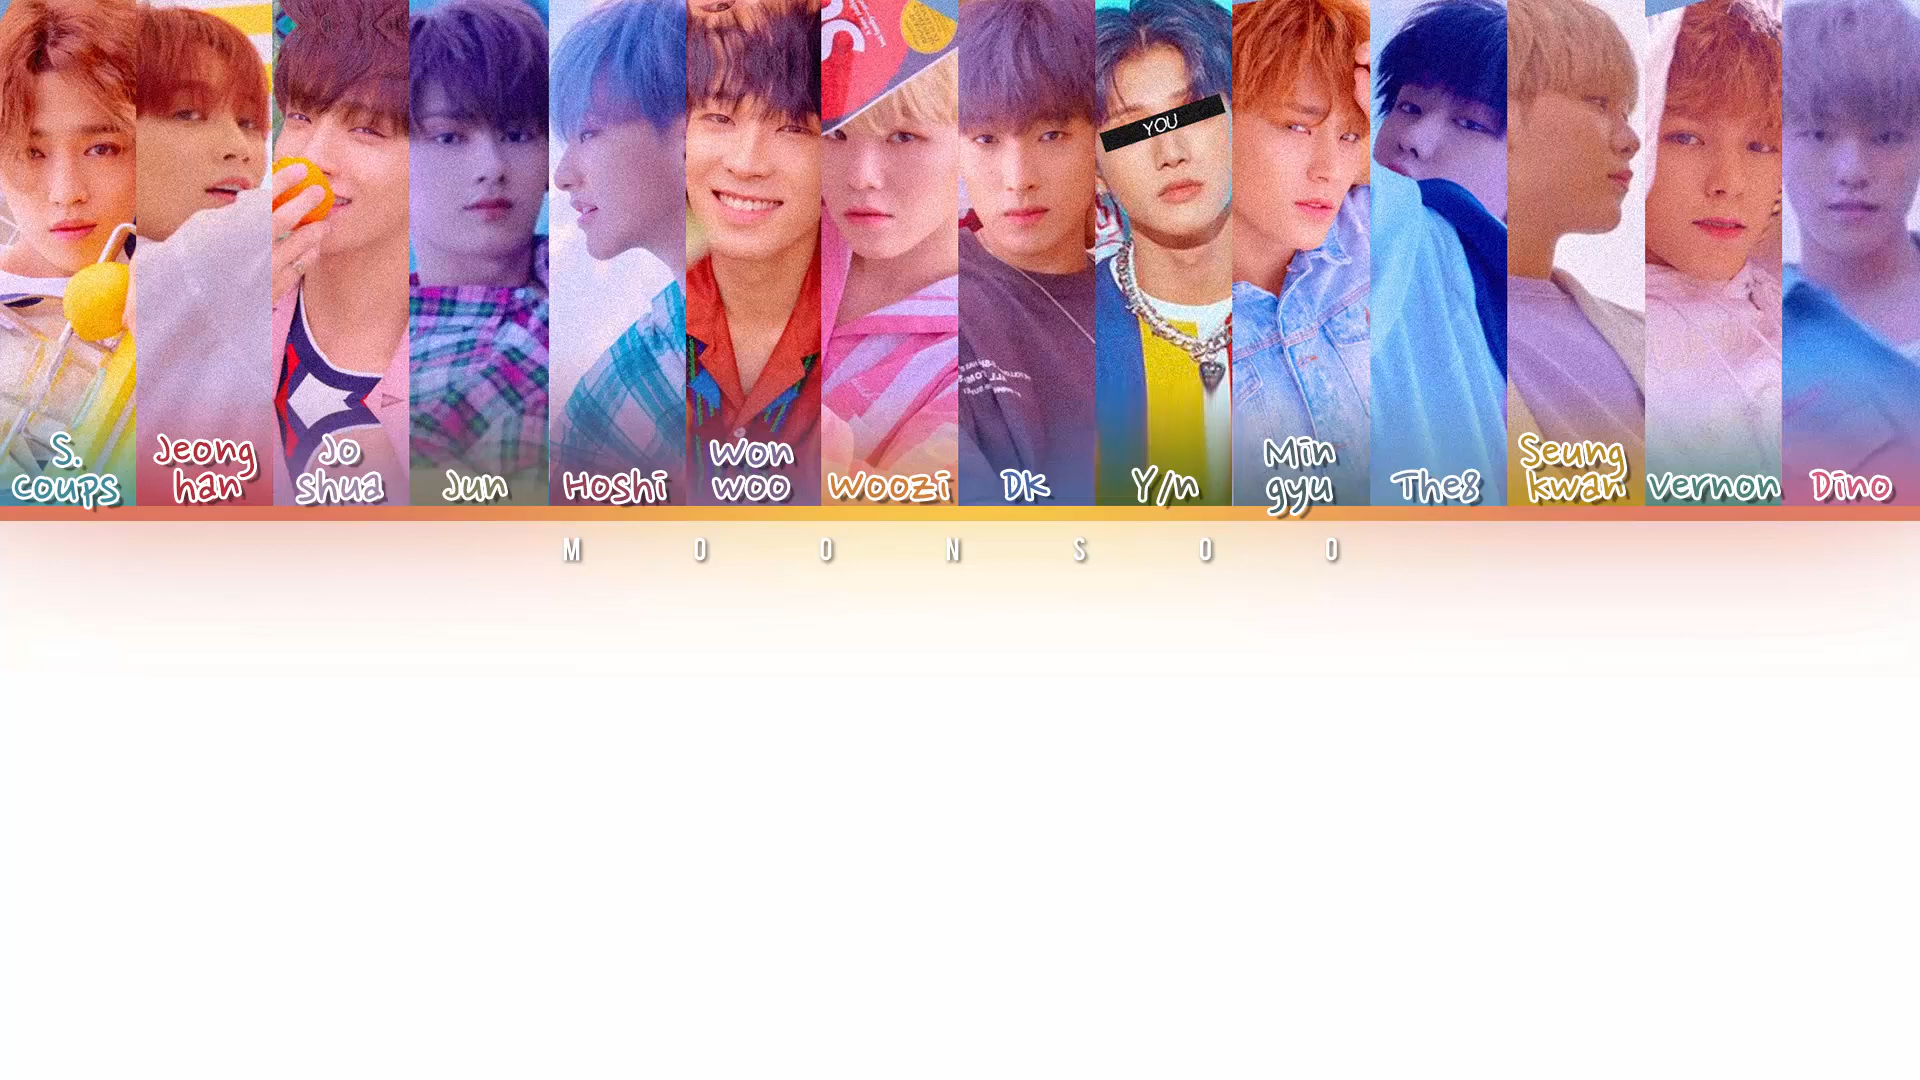 YOU
S.
coups
Jeong
han
Jo
shua
Jun
Hoshi
Won
woo
Woozi
DK
Y/n
Min
gyu
The8
Seung
kwan
vernon
Dino
MOONSOO